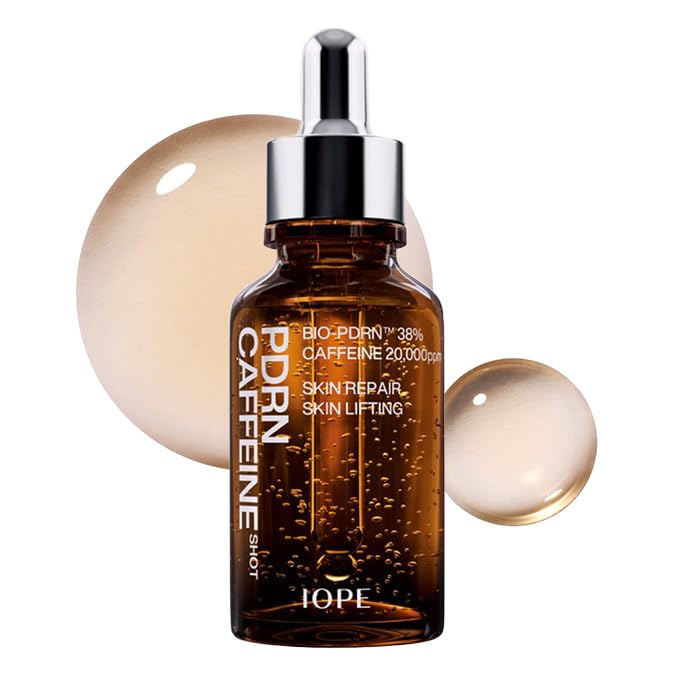 PDRN
CAFFEINE SHOT
BIO-PDRN™ 38%
CAFFEINE 20,000ppm
SKIN REPAIR
SKIN LIFTING
IOPE